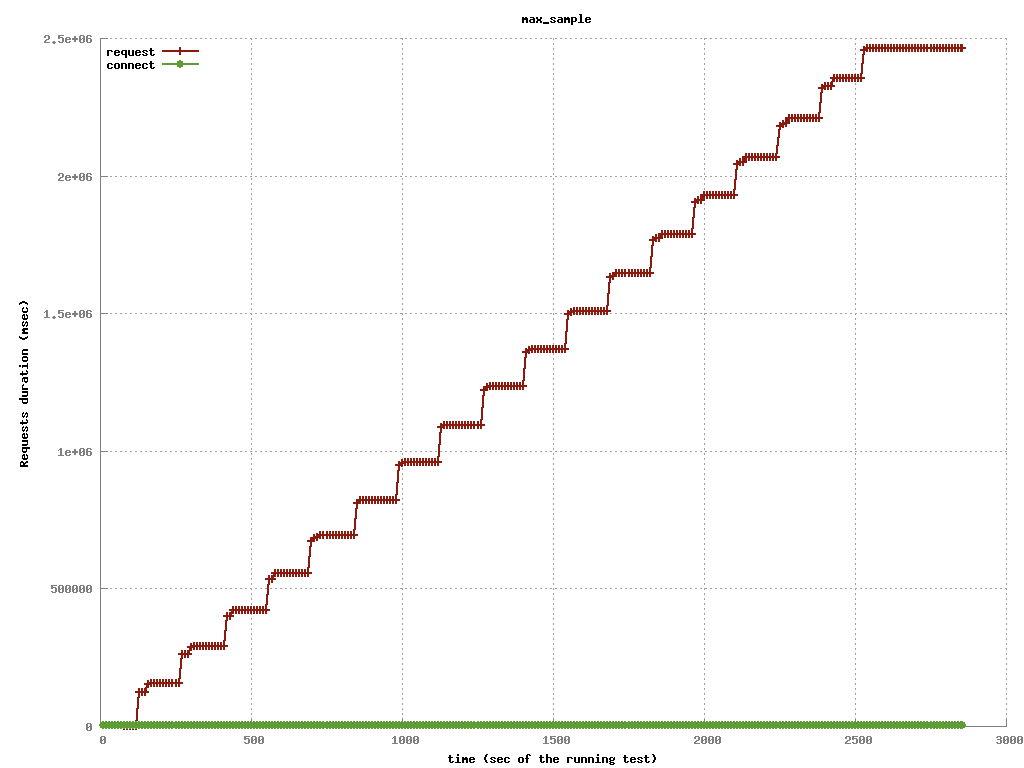 max_sample
2.5e+06
request
connect
2e+06
1.5e+06
Requests duration (msec)
1e+06
500000
0
0 500 1000 1500 2000 2500 3000
time (sec of the running test)